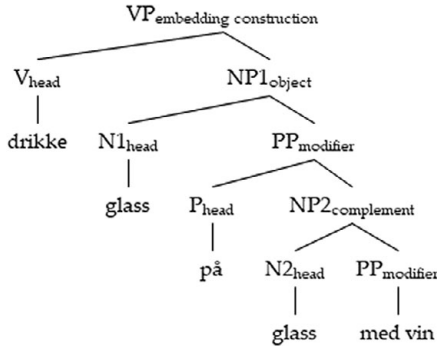 VPembedding construction
Vhead NP1object
drikke N1head PPmodifier
glass Phead NP2complement
på N2head PPmodifier
glass med vin